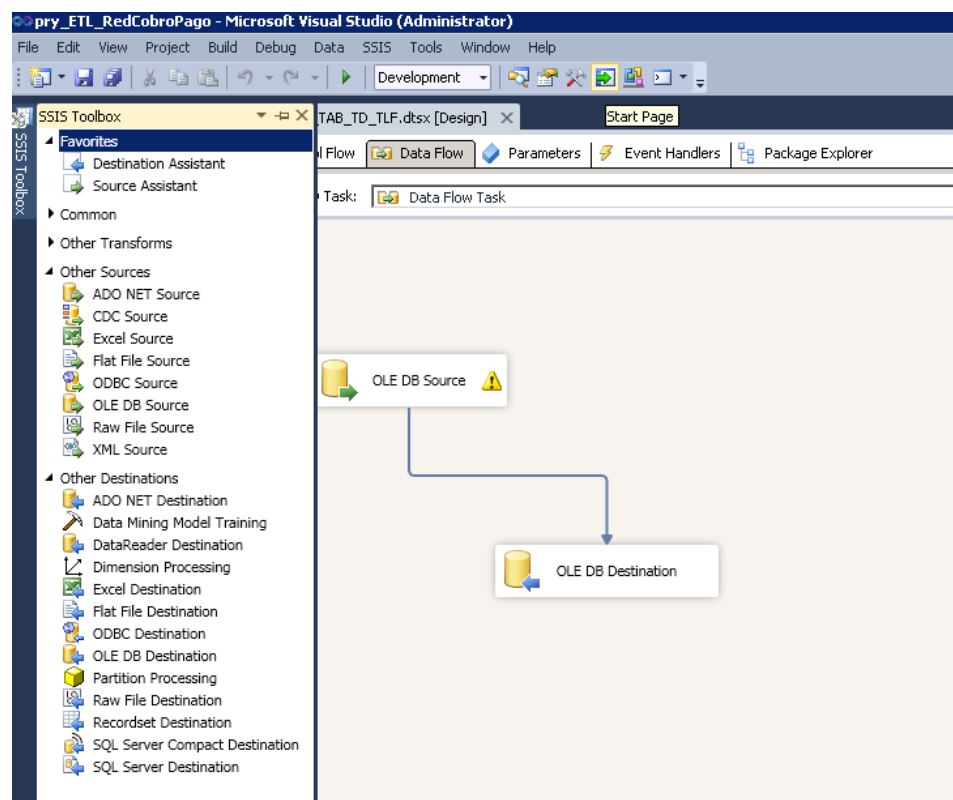 pry_ETL_RedCobroPago - Microsoft Visual Studio (Administrator)
File Edit View Project Build Debug Data SSIS Tools Window Help
Development
SSIS Toolbox
_TAB_TD_TLF.dtsx [Design]
Start Page
SSIS Toolbox
Favorites
Destination Assistant
Source Assistant
Common
Other Transforms
Other Sources
ADO NET Source
CDC Source
Excel Source
Flat File Source
ODBC Source
OLE DB Source
Raw File Source
XML Source
Other Destinations
ADO NET Destination
Data Mining Model Training
DataReader Destination
Dimension Processing
Excel Destination
Flat File Destination
ODBC Destination
OLE DB Destination
Partition Processing
Raw File Destination
Recordset Destination
SQL Server Compact Destination
SQL Server Destination
Flow Data Flow Parameters Event Handlers Package Explorer
Task: Data Flow Task
OLE DB Source
OLE DB Destination